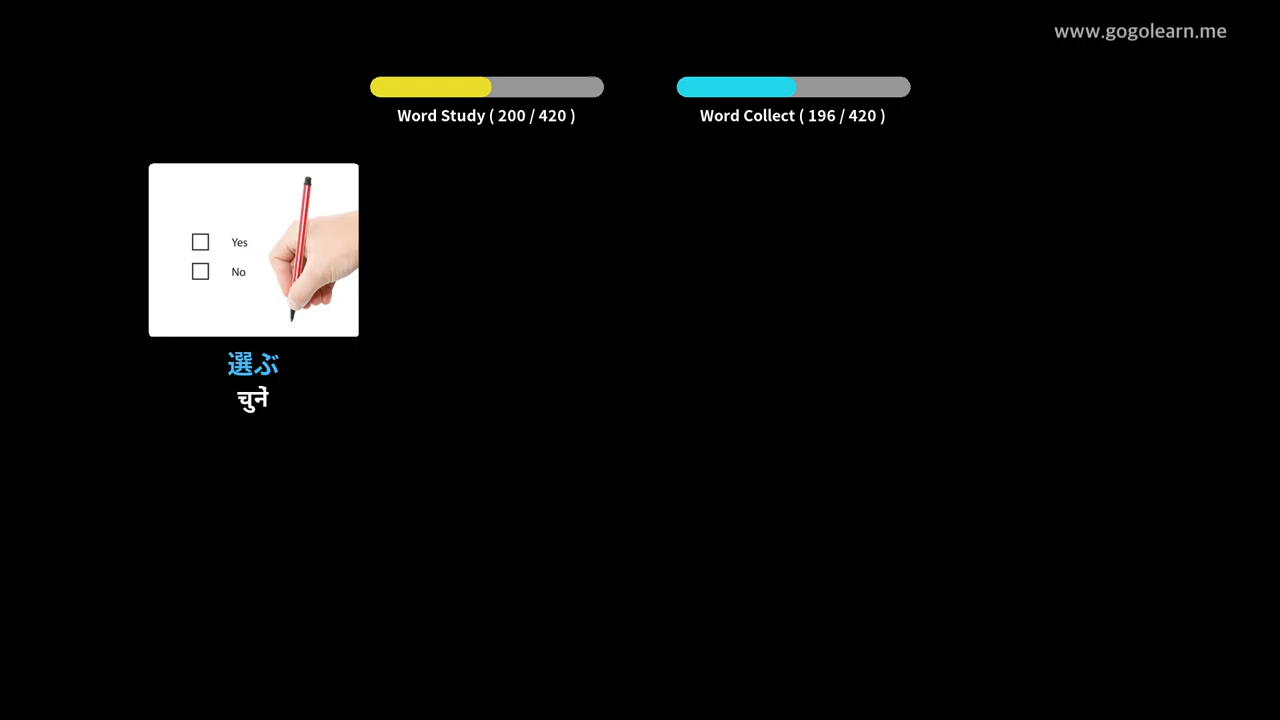 www.gogolearn.me
Word Study ( 200 / 420 )
Word Collect ( 196 / 420 )
Yes
No
選ぶ
चुनें